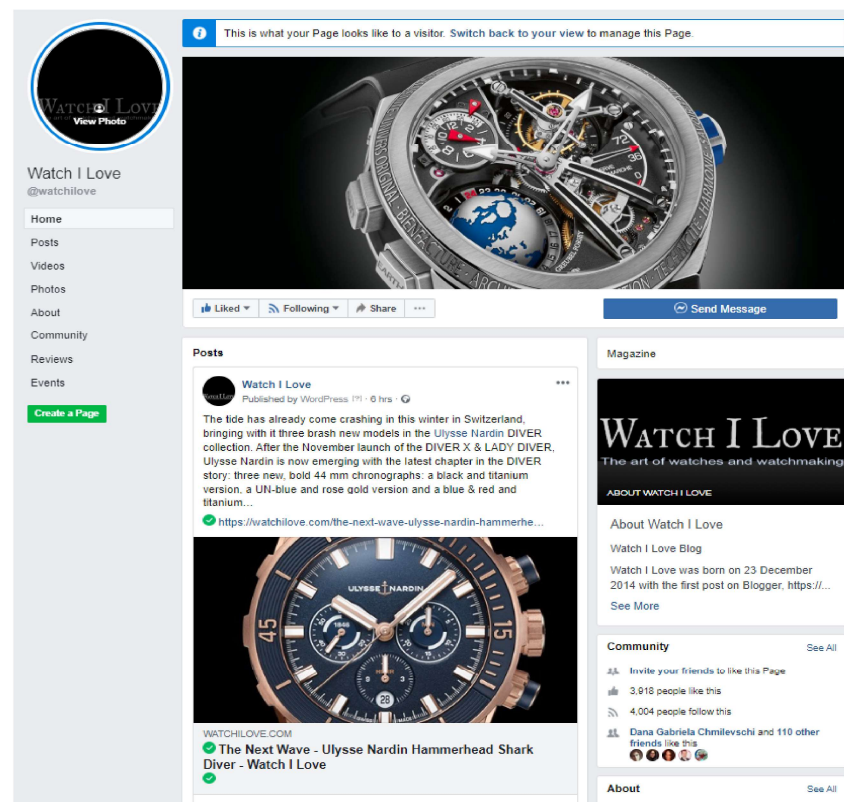 This is what your Page looks like to a visitor. Switch back to your view to manage this Page.
WATCH I LOVE
View Photo
Watch I Love
@watchilove
Home
Posts
Videos
Photos
About
Community
Reviews
Events
Create a Page
Liked
Following
Share
Send Message
Posts
Watch I Love
Published by WordPress [?] · 6 hrs ·
The tide has already come crashing in this winter in Switzerland,
bringing with it three brash new models in the Ulysse Nardin DIVER
collection. After the November launch of the DIVER X & LADY DIVER,
Ulysse Nardin is now emerging with the latest chapter in the DIVER
story: three new, bold 44 mm chronographs: a black and titanium
version, a UN-blue and rose gold version and a blue & red and
titanium...
https://watchilove.com/the-next-wave-ulysse-nardin-hammerhe...
ULYSSE NARDIN
1846
45
15
30
9
3
28
WATCHILOVE.COM
The Next Wave - Ulysse Nardin Hammerhead Shark
Diver - Watch I Love
Magazine
WATCH I LOVE
The art of watches and watchmaking
ABOUT WATCH I LOVE
About Watch I Love
Watch I Love Blog
Watch I Love was born on 23 December
2014 with the first post on Blogger, https://...
See More
Community
See All
Invite your friends to like this Page
3,918 people like this
4,004 people follow this
Dana Gabriela Chmilevschi and 110 other
friends like this
About
See All